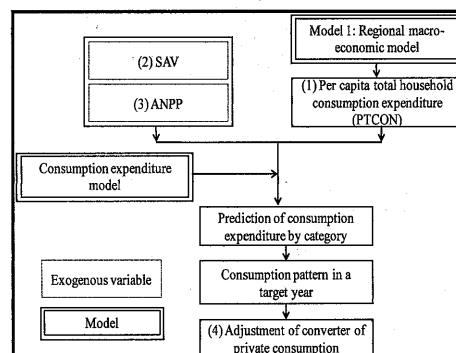 Model 1: Regional macro-
economic model
(2) SAV
(3) ANPP
(1) Per capita total household
consumption expenditure
(PTCON)
Consumption expenditure
model
Prediction of consumption
expenditure by category
Exogenous variable
Consumption pattern in a
target year
Model
(4) Adjustment of converter of
private consumption